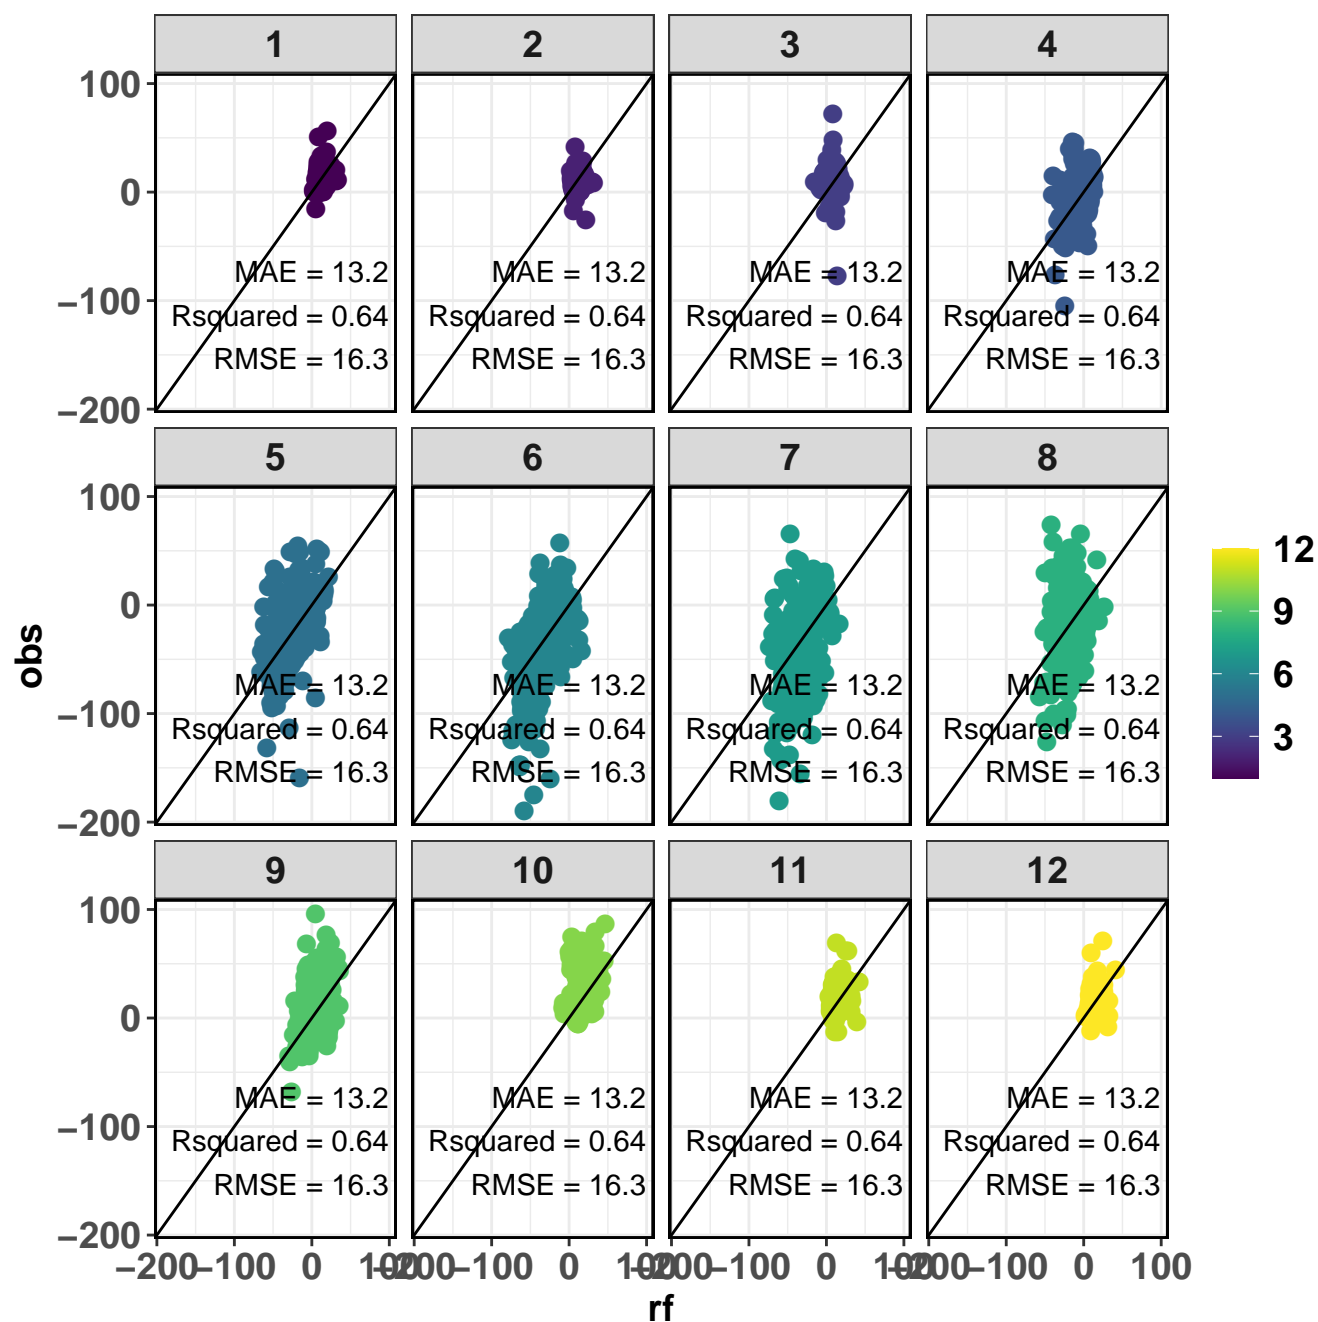 1 2 3 4
100
0
−100
−200
MAE = 13.2 MAE = 13.2 MAE = 13.2 MAE = 13.2
Rsquared = 0.64 Rsquared = 0.64 Rsquared = 0.64 Rsquared = 0.64
RMSE = 16.3 RMSE = 16.3 RMSE = 16.3 RMSE = 16.3
5 6 7 8
100
0
−100
−200
MAE = 13.2 MAE = 13.2 MAE = 13.2 MAE = 13.2
Rsquared = 0.64 Rsquared = 0.64 Rsquared = 0.64 Rsquared = 0.64
RMSE = 16.3 RMSE = 16.3 RMSE = 16.3 RMSE = 16.3
obs
12
9
6
3
9 10 11 12
100
0
−100
−200
MAE = 13.2 MAE = 13.2 MAE = 13.2 MAE = 13.2
Rsquared = 0.64 Rsquared = 0.64 Rsquared = 0.64 Rsquared = 0.64
RMSE = 16.3 RMSE = 16.3 RMSE = 16.3 RMSE = 16.3
−200 −100 0 100 −200 −100 0 100 −200 −100 0 100 −200 −100 0 100
rf